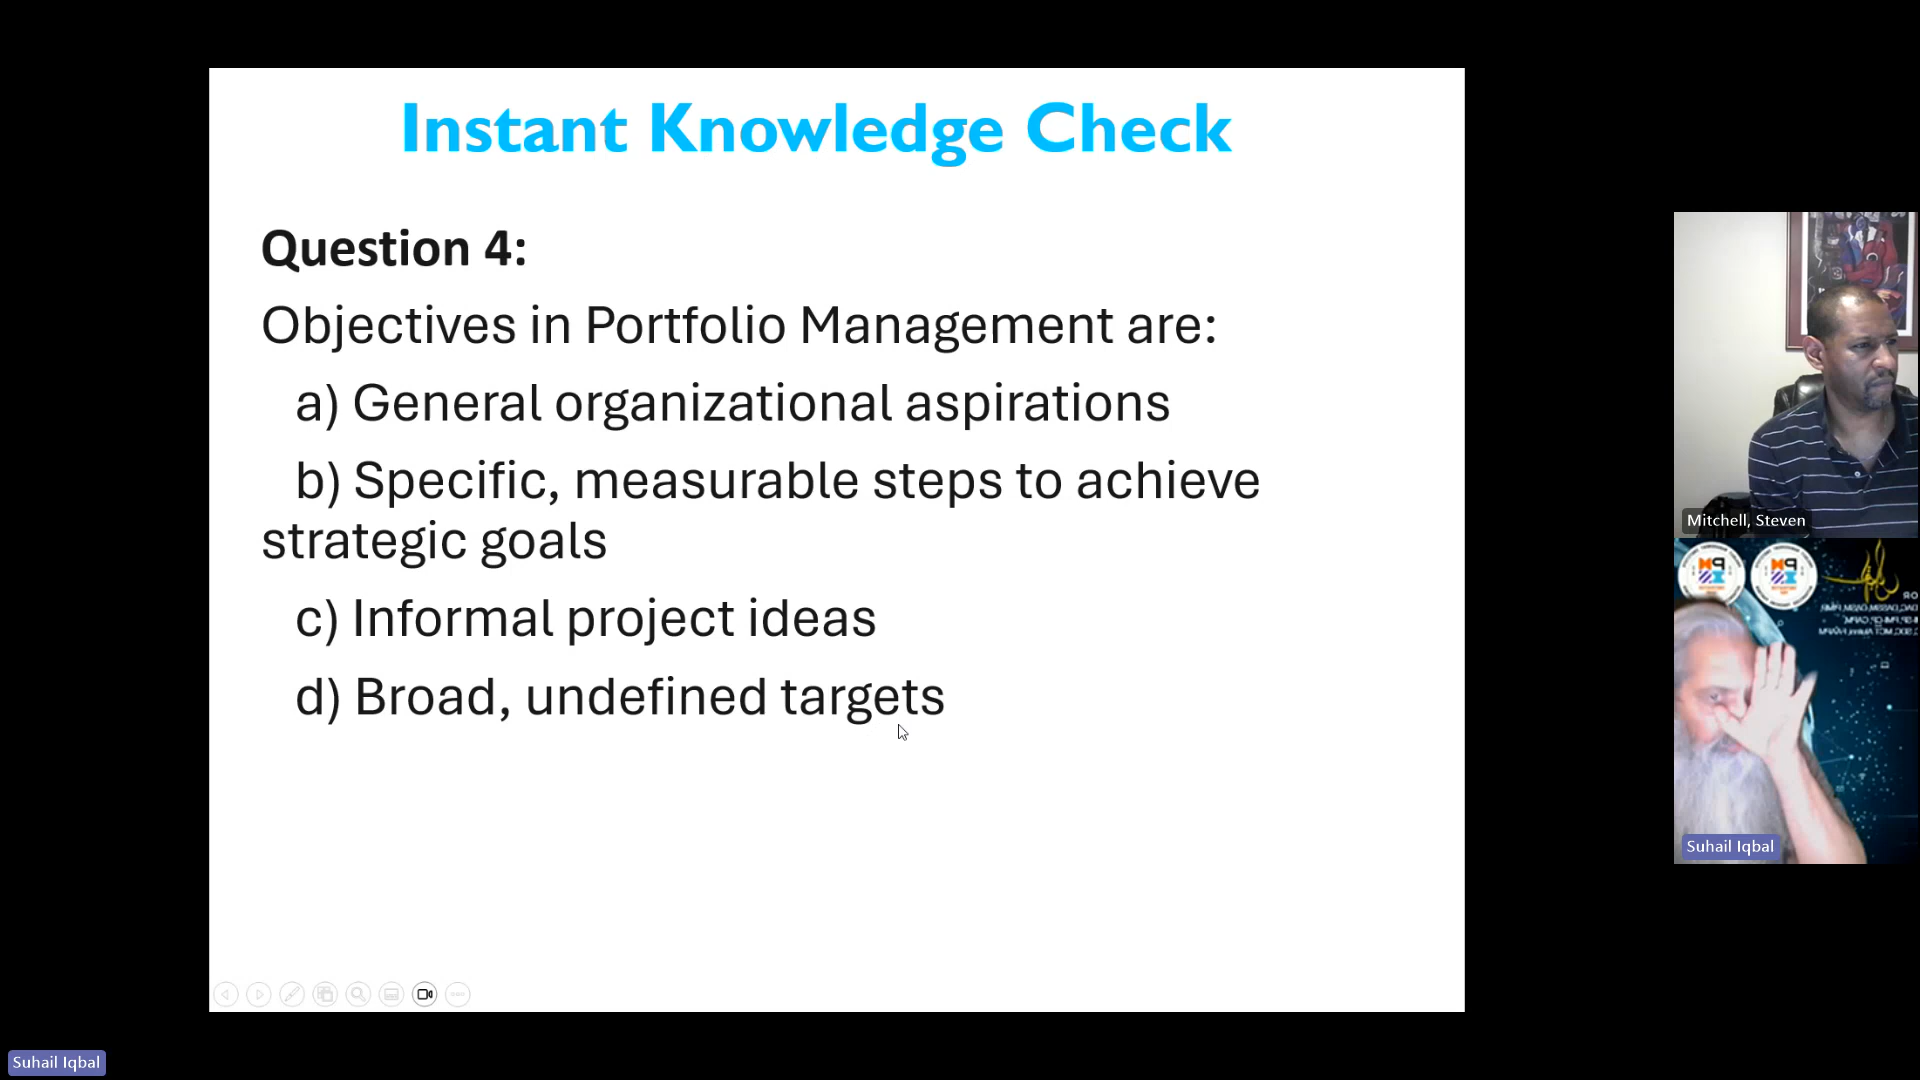 Instant Knowledge Check
Question 4:
Objectives in Portfolio Management are:
a) General organizational aspirations
b) Specific, measurable steps to achieve
strategic goals
c) Informal project ideas
d) Broad, undefined targets
Mitchell, Steven
Suhail Iqbal
Suhail Iqbal